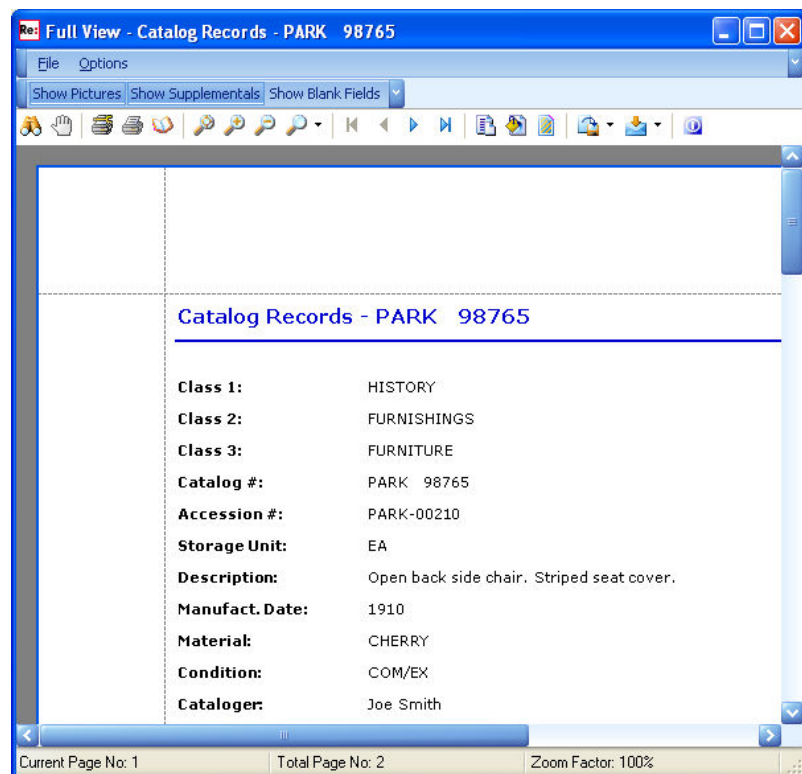 Re: Full View - Catalog Records - PARK   98765
File   Options
Show Pictures   Show Supplementals   Show Blank Fields
Catalog Records - PARK   98765
Class 1:   HISTORY
Class 2:   FURNISHINGS
Class 3:   FURNITURE
Catalog #:   PARK   98765
Accession #:   PARK-00210
Storage Unit:   EA
Description:   Open back side chair. Striped seat cover.
Manufact. Date:   1910
Material:   CHERRY
Condition:   COM/EX
Cataloger:   Joe Smith
Current Page No: 1   Total Page No: 2   Zoom Factor: 100%